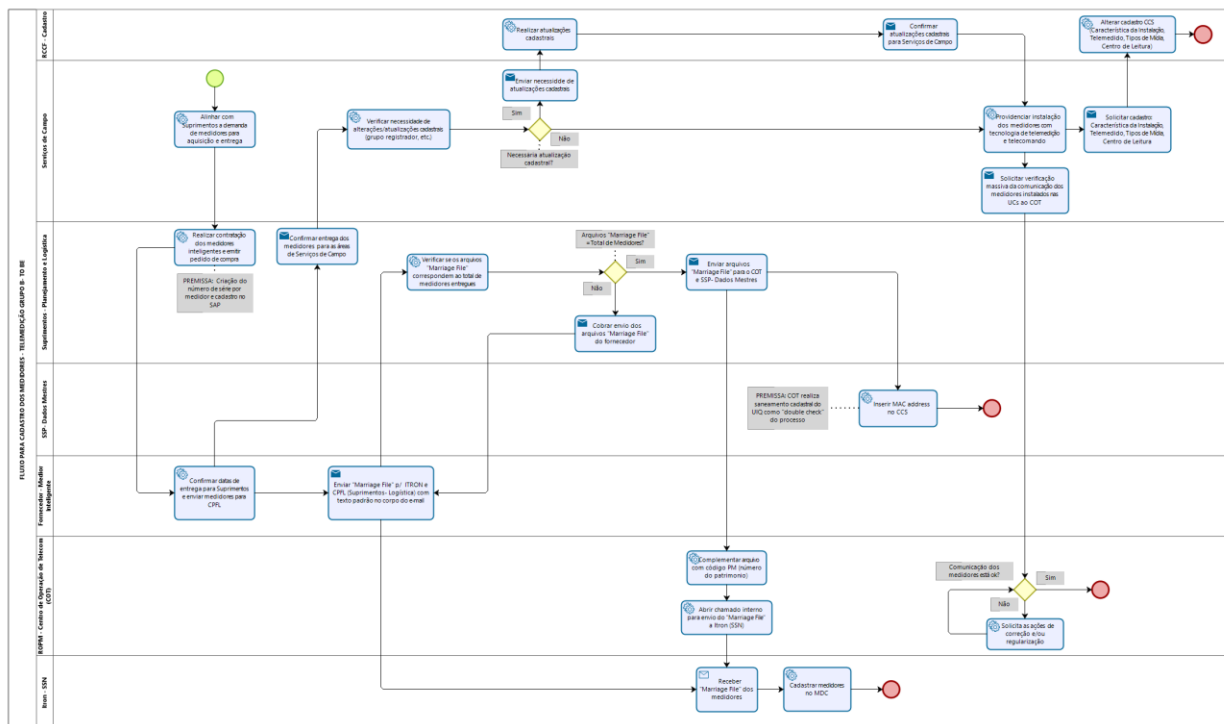 FLUXO PARA CADASTRO DOS MEDIDORES - TELEMEDIÇÃO GRUPO B- TO BE
RCCF - Cadastro
Realizar atualizações
cadastrais
Confirmar
atualizações cadastrais
para Serviços de Campo
Alterar cadastro CCS
(Característica da Instalação,
Telemedido, Tipos de Mídia,
Centro de Leitura)
Serviços de Campo
Alinhar com
Suprimentos a demanda
de medidores para
aquisição e entrega
Verificar necessidade de
alterações/atualizações cadastrais
(grupo registrador, etc.)
Enviar necessidde de
atualizações cadastrais
Sim
Não
Necessária atualização
cadastral?
Providenciar instalação
dos medidores com
tecnologia de telemedição
e telecomando
Solicitar cadastro:
Característica da Instalação,
Telemedido, Tipos de Mídia,
Centro de Leitura
Solicitar verificação
massiva da comunicação dos
medidores instalados nas
UCs ao COT
Suprimentos - Planejamento e Logística
Realizar contratação
dos medidores
inteligentes e emitir
pedido de compra
PREMISSA: Criação do
número de série por
medidor e cadastro no
SAP
Confirmar entrega dos
medidores para as áreas
de Serviços de Campo
Verificar se os arquivos
"Marriage File"
correspondem ao total de
medidores entregues
Arquivos "Marriage File"
= Total de Medidores?
Sim
Não
Enviar arquivos
"Marriage File" para o COT
e SSP- Dados Mestres
Cobrar envio dos
arquivos "Marriage File"
do fornecedor
SSP- Dados Mestres
PREMISSA: COT realiza
saneamento cadastral do
UIQ como "double check"
do processo
Inserir MAC address
no CCS
Fornecedor - Medidor
Inteligente
Confirmar datas de
entrega para Suprimentos
e enviar medidores para
CPFL
Enviar "Marriage File" p/ ITRON e
CPFL (Suprimentos- Logística) com
texto padrão no corpo do e-mail
ROPM - Centro de Operação de Telecom
(COT)
Complementar arquivo
com código PM (número
do patrimonio)
Abrir chamado interno
para envio do "Marriage File"
a Itron (SSN)
Comunicação dos
medidores está ok?
Sim
Não
Solicita as ações de
correção e/ou
regularização
Itron - SSN
Receber
"Marriage File" dos
medidores
Cadastrar medidores
no MDC